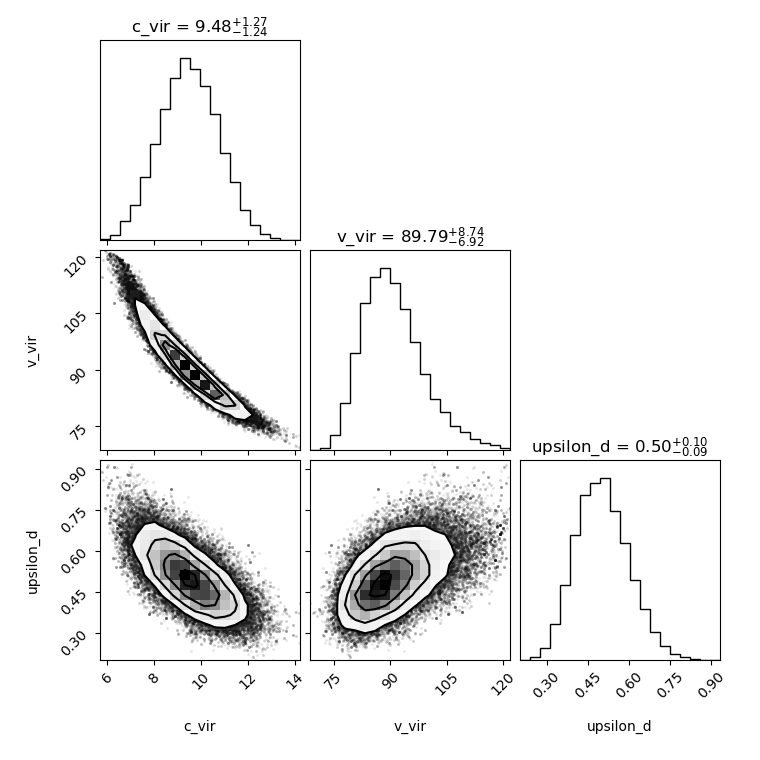 c_vir = 9.48+1.27 −1.24
v_vir = 89.79+8.74 −6.92
120
105
90
75
v_vir
upsilon_d = 0.50+0.10 −0.09
0.90
0.75
0.60
0.45
0.30
upsilon_d
6 8 10 12 14
75 90 105 120
0.30 0.45 0.60 0.75 0.90
c_vir v_vir upsilon_d